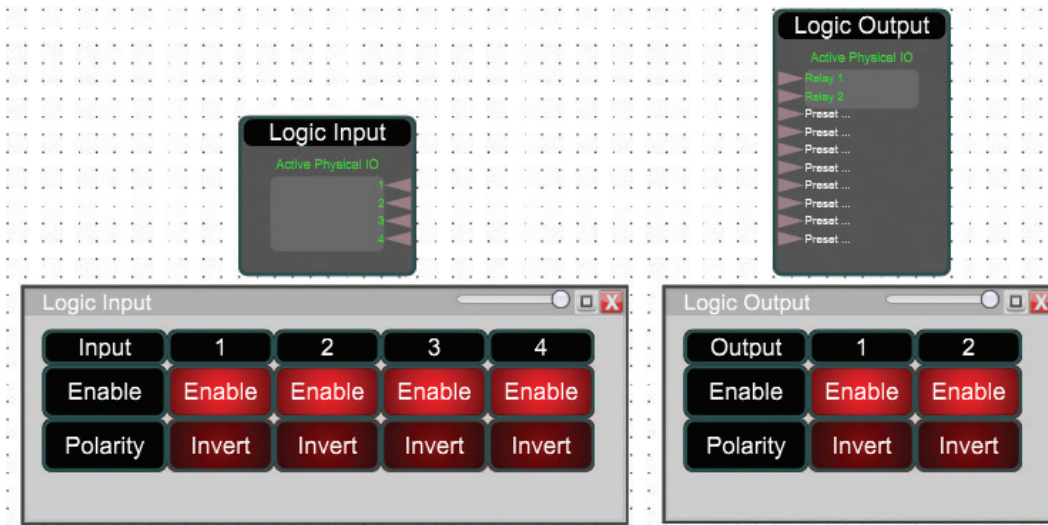 Logic Output
Active Physical IO
Relay 1
Relay 2
Preset ...
Preset ...
Preset ...
Preset ...
Preset ...
Preset ...
Preset ...
Preset ...
Logic Input
Active Physical IO
1
2
3
4
Logic Input X
Input 1 2 3 4
Enable Enable Enable Enable Enable
Polarity Invert Invert Invert Invert
Logic Output X
Output 1 2
Enable Enable Enable
Polarity Invert Invert